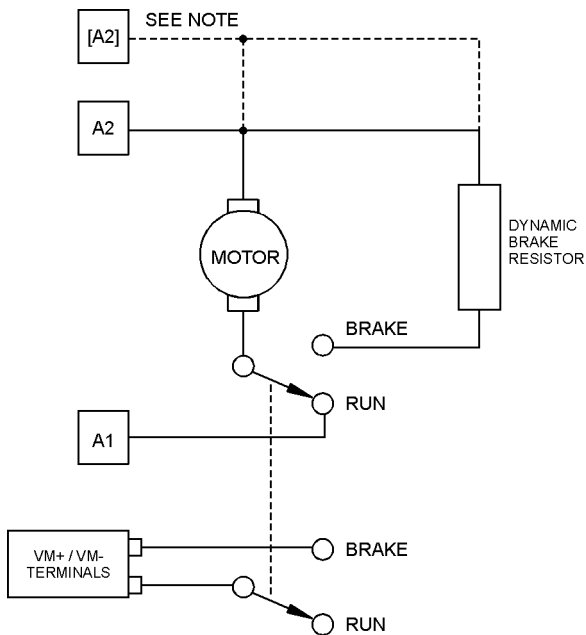 [A2]
SEE NOTE
A2
MOTOR
DYNAMIC
BRAKE
RESISTOR
BRAKE
RUN
A1
VM+ / VM-
TERMINALS
BRAKE
RUN